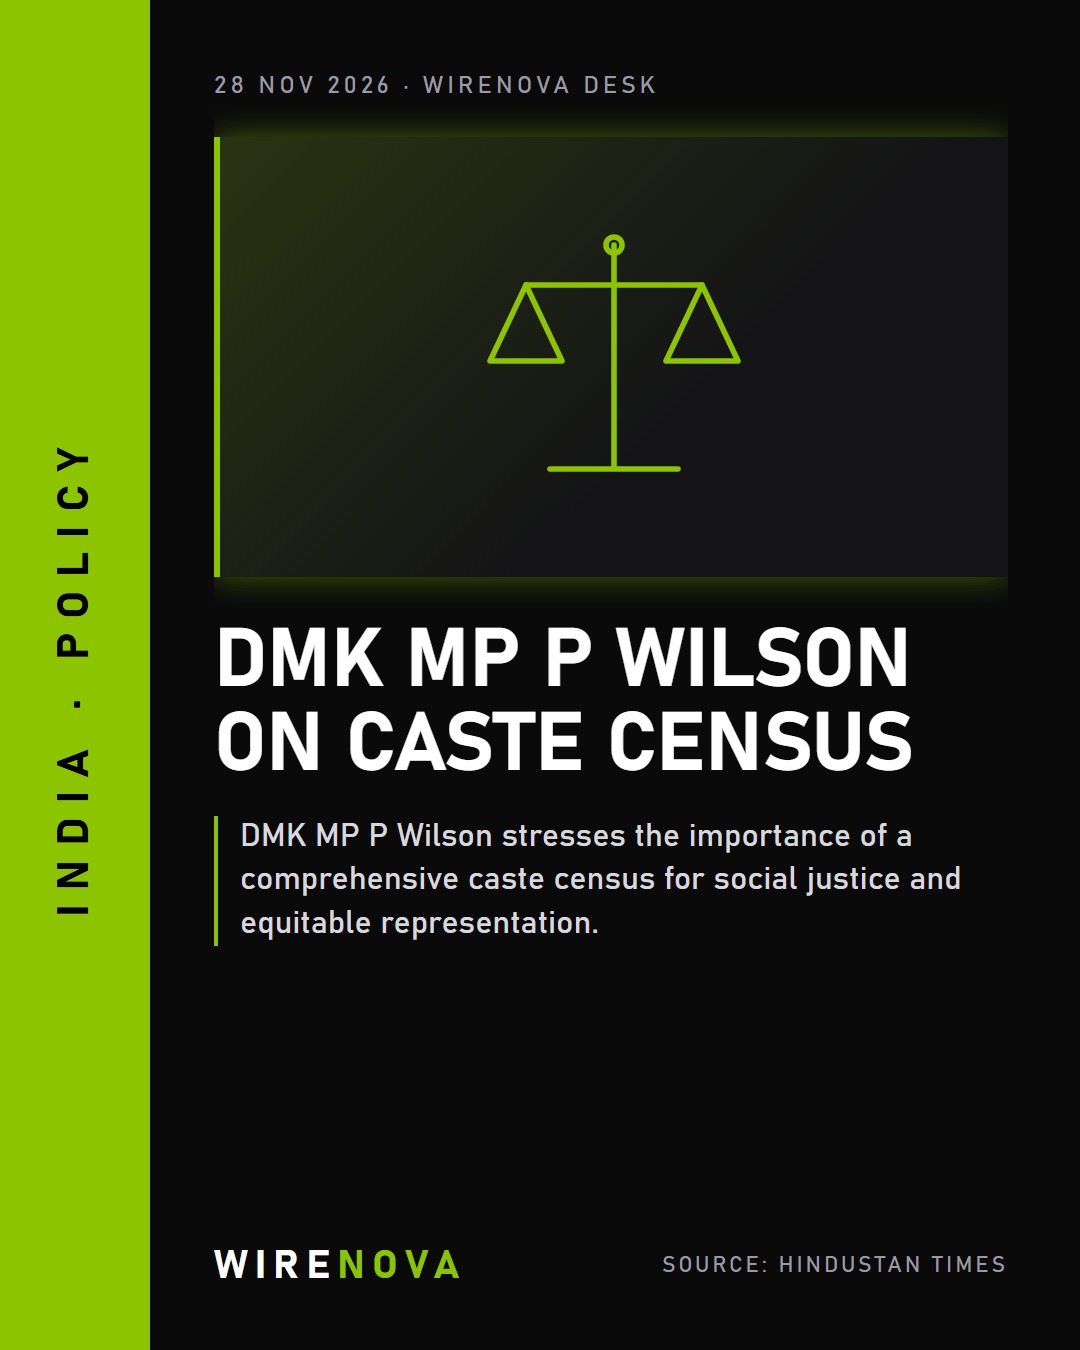 INDIA · POLICY
28 NOV 2026 · WIRENOVA DESK
DMK MP P WILSON
ON CASTE CENSUS
DMK MP P Wilson stresses the importance of a
comprehensive caste census for social justice and
equitable representation.
WIRENOVA
SOURCE: HINDUSTAN TIMES